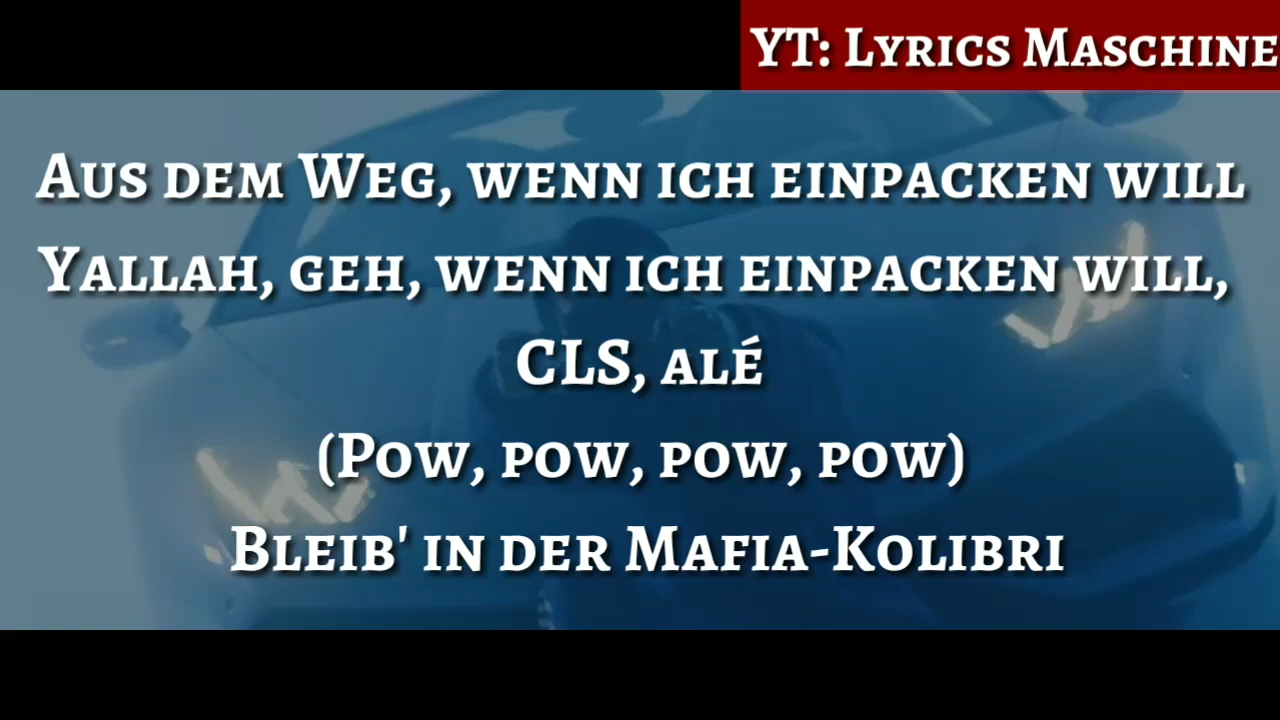 YT: Lyrics Maschine
Aus dem Weg, wenn ich einpacken will
Yallah, geh, wenn ich einpacken will,
CLS, alé
(Pow, pow, pow, pow)
Bleib' in der Mafia-Kolibri